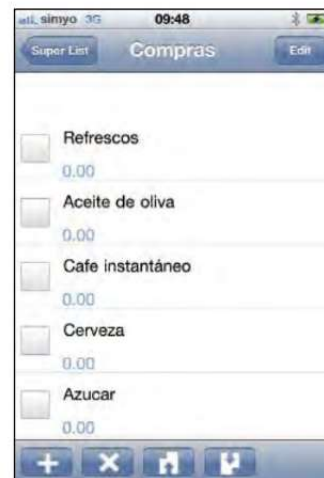 simyo 3G 09:48
Super List Compras Edit
Refrescos
0.00
Aceite de oliva
0.00
Cafe instantáneo
0.00
Cerveza
0.00
Azucar
0.00